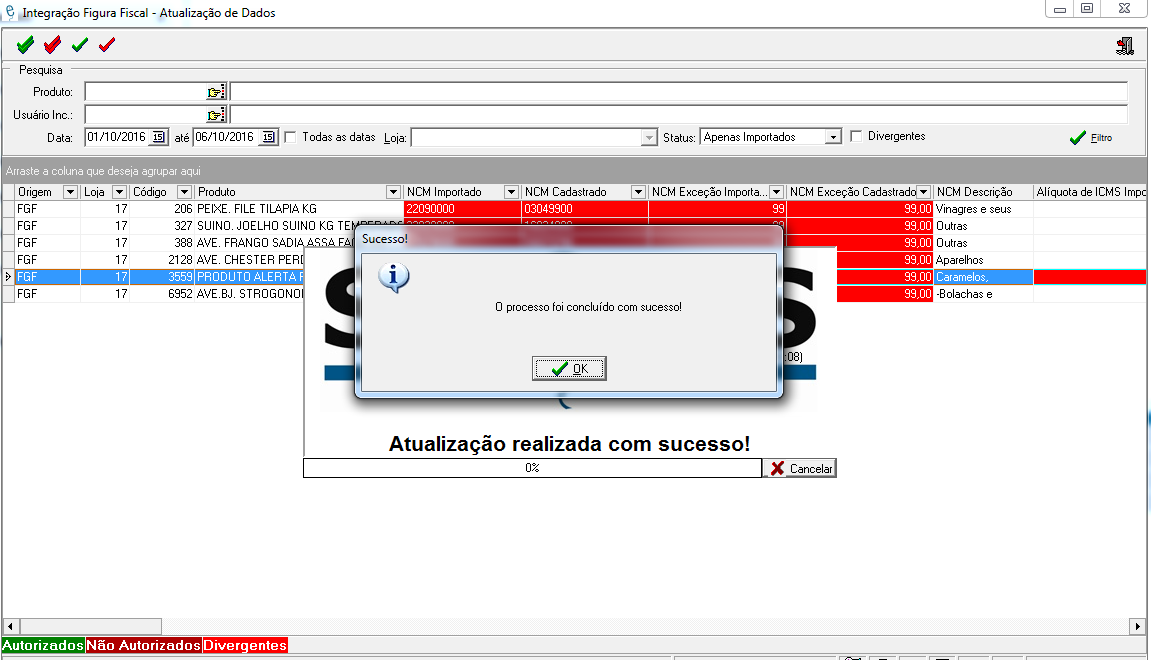 Integração Figura Fiscal - Atualização de Dados
Pesquisa
Produto:
Usuário Inc.:
Data: 01/10/2016 15 até 06/10/2016 15 Todas as datas Loja: Status: Apenas Importados Divergentes Filtro
Arraste a coluna que deseja agrupar aqui
Origem Loja Código Produto NCM Importado NCM Cadastrado NCM Exceção Importa... NCM Exceção Cadastrado NCM Descrição Alíquota de ICMS Impo
FGF 17 206 PEIXE. FILE TILAPIA KG 22090000 03049900 99 99,00 Vinagres e seus
FGF 17 327 SUINO. JOELHO SUINO KG TEMPERADO 99,00 Outras
FGF 17 388 AVE. FRANGO SADIA ASSA FA 99,00 Outras
FGF 17 2128 AVE. CHESTER PERD 99,00 Aparelhos
FGF 17 3559 PRODUTO ALERTA 99,00 Caramelos,
FGF 17 6952 AVE.BJ. STROGONO 99,00 -Bolachas e
Sucesso!
O processo foi concluído com sucesso!
OK
:08)
Atualização realizada com sucesso!
0% Cancelar
Autorizados Não Autorizados Divergentes